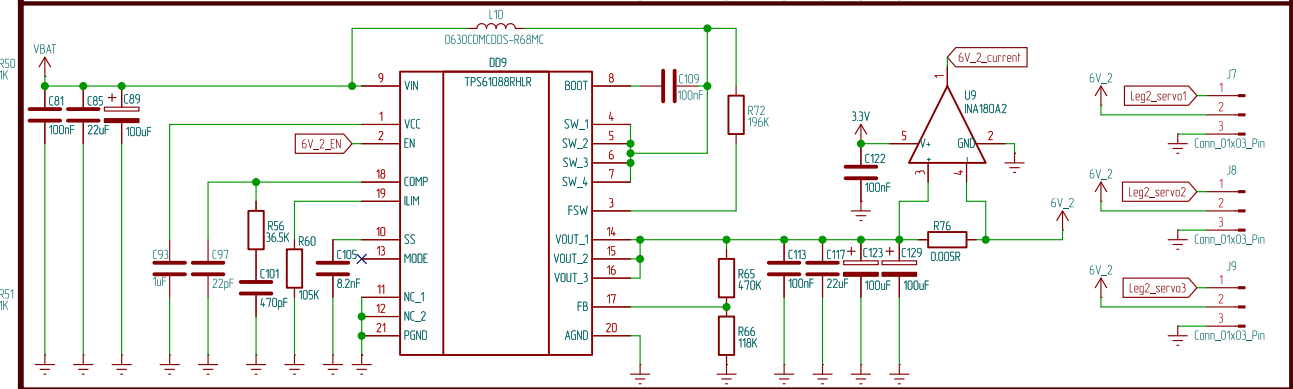 L10
0630CDMCDDS-R68MC
VBAT
R50
1K
DD9
TPS61088RHLR
9
VIN
BOOT
8
C109
100nF
C81
100nF
C85
22uF
+
C89
100uF
R72
196K
1
VCC
2
EN
6V_2_EN
SW_1
4
SW_2
5
SW_3
6
SW_4
7
18
COMP
19
ILIM
FSW
3
R56
36.5K
R60
105K
10
SS
13
MODE
VOUT_1
14
VOUT_2
15
VOUT_3
16
C93
1uF
C97
22pF
C101
470pF
C105
8.2nF
11
NC_1
12
NC_2
21
PGND
FB
17
AGND
20
R65
470K
R66
118K
C113
100nF
C117
22uF
+
C123
100uF
+
C129
100uF
6V_2_current
1
U9
INA180A2
3.3V
5
V+
GND
2
+
-
3
4
C122
100nF
R76
0.005R
6V_2
R51
1K
J7
6V_2
Leg2_servo1
1
2
3
Conn_01x03_Pin
J8
6V_2
Leg2_servo2
1
2
3
Conn_01x03_Pin
J9
6V_2
Leg2_servo3
1
2
3
Conn_01x03_Pin